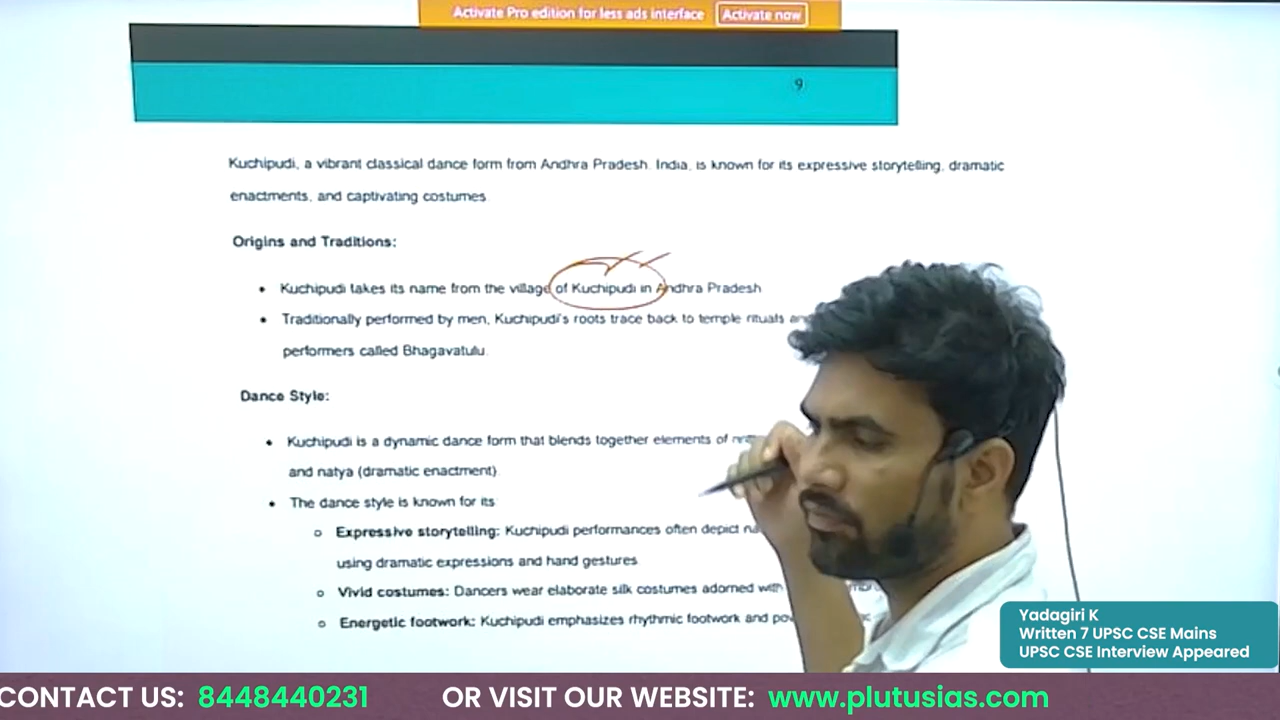 Activate Pro edition for less ads interface Activate now
9
Kuchipudi, a vibrant classical dance form from Andhra Pradesh. India, is known for its expressive storytelling, dramatic
enactments, and captivating costumes
Origins and Traditions:
• Kuchipudi takes its name from the village of Kuchipudi in Andhra Pradesh
• Traditionally performed by men, Kuchipudi's roots trace back to temple rituals
performers called Bhagavatulu.
Dance Style:
• Kuchipudi is a dynamic dance form that blends together elements of
and natya (dramatic enactment)
• The dance style is known for its
o Expressive storytelling: Kuchipudi performances often depict
using dramatic expressions and hand gestures
o Vivid costumes: Dancers wear elaborate silk costumes adorned with
o Energetic footwork: Kuchipudi emphasizes rhythmic footwork and
Yadagiri K
Written 7 UPSC CSE Mains
UPSC CSE Interview Appeared
CONTACT US: 8448440231 OR VISIT OUR WEBSITE: www.plutusias.com